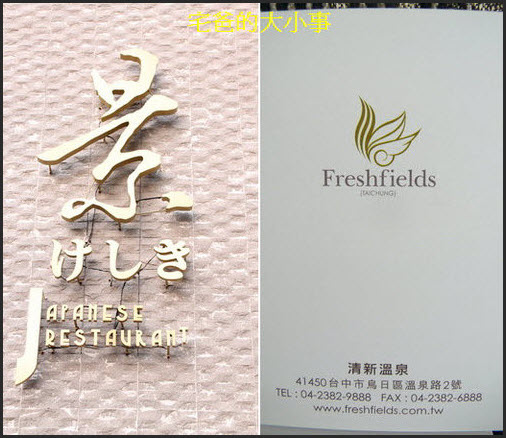 宅爸的大小事
景
けしき
JAPANESE
RESTAURANT
Freshfields
(TAICHUNG)
清新溫泉
41450台中市烏日區溫泉路2號
TEL : 04-2382-9888 FAX : 04-2382-6888
www.freshfields.com.tw